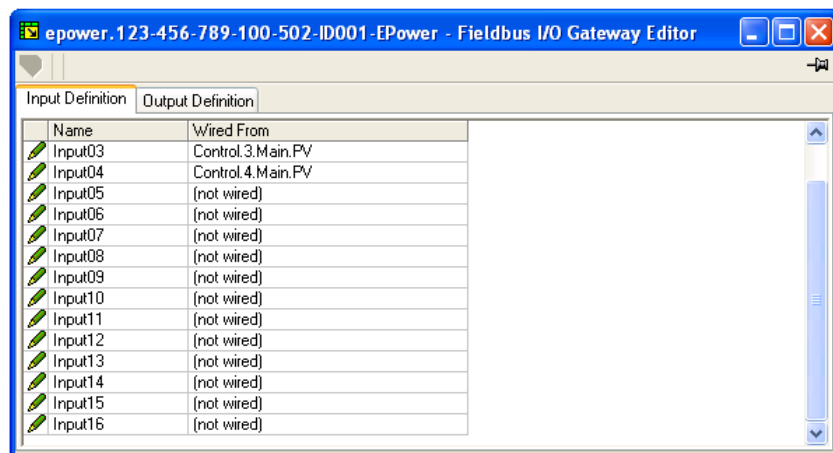 epower.123-456-789-100-502-ID001-EPower - Fieldbus I/O Gateway Editor
Input Definition Output Definition
Name Wired From
Input03 Control.3.Main.PV
Input04 Control.4.Main.PV
Input05 (not wired)
Input06 (not wired)
Input07 (not wired)
Input08 (not wired)
Input09 (not wired)
Input10 (not wired)
Input11 (not wired)
Input12 (not wired)
Input13 (not wired)
Input14 (not wired)
Input15 (not wired)
Input16 (not wired)